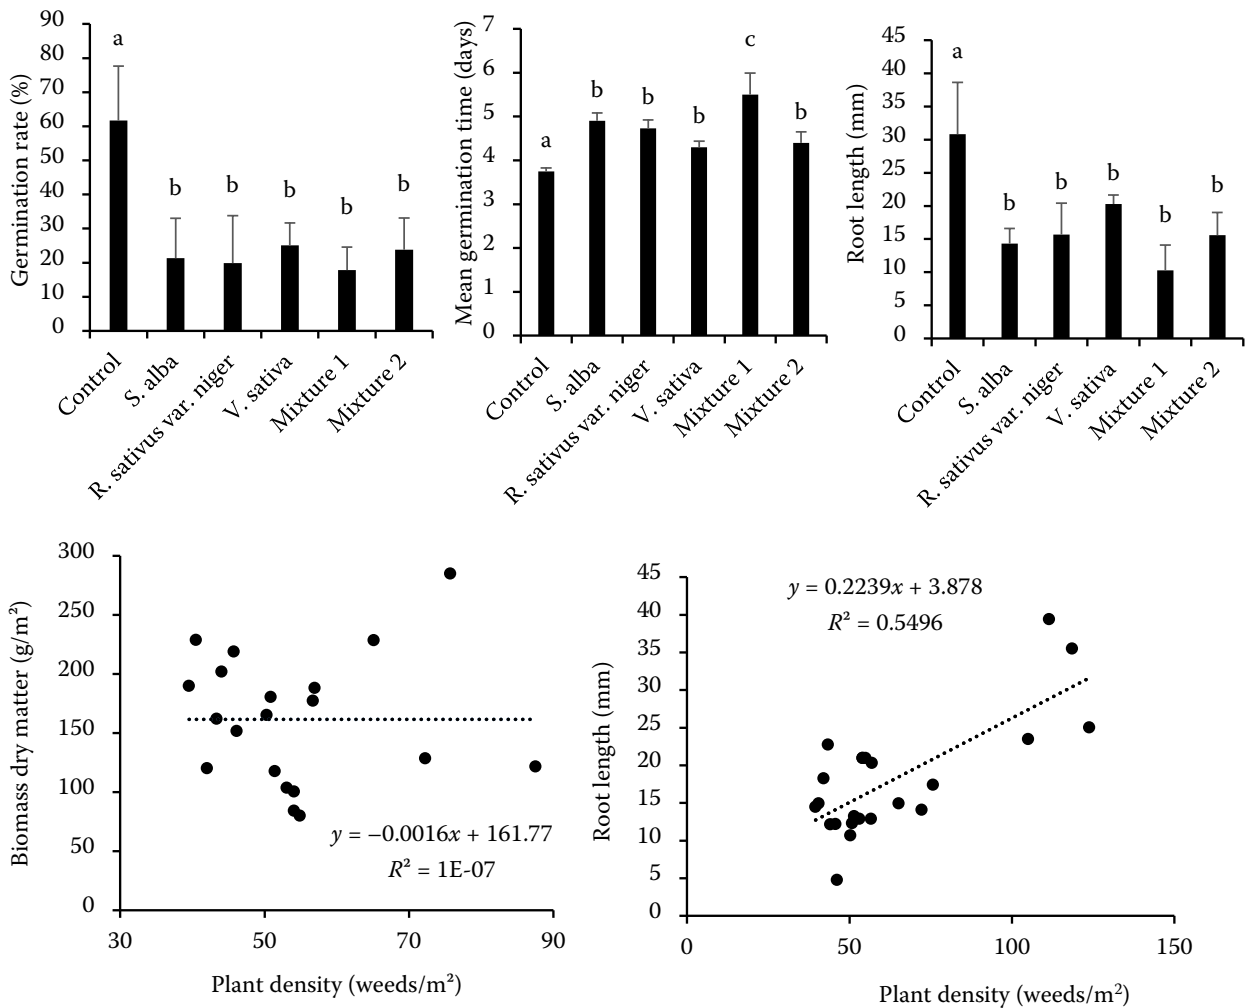 Germination rate (%)
90
80
70
60
50
40
30
20
10
0
a
b
b
b
b
b
Control
S. alba
R. sativus var. niger
V. sativa
Mixture 1
Mixture 2
Mean germination time (days)
7
6
5
4
3
2
1
0
a
b
b
b
c
b
Control
S. alba
R. sativus var. niger
V. sativa
Mixture 1
Mixture 2
Root length (mm)
45
40
35
30
25
20
15
10
5
0
a
b
b
b
b
b
Control
S. alba
R. sativus var. niger
V. sativa
Mixture 1
Mixture 2
Biomass dry matter (g/m²)
300
250
200
150
100
50
0
y = –0.0016x + 161.77
R² = 1E-07
30
50
70
90
Plant density (weeds/m²)
Root length (mm)
45
40
35
30
25
20
15
10
5
0
y = 0.2239x + 3.878
R² = 0.5496
0
50
100
150
Plant density (weeds/m²)